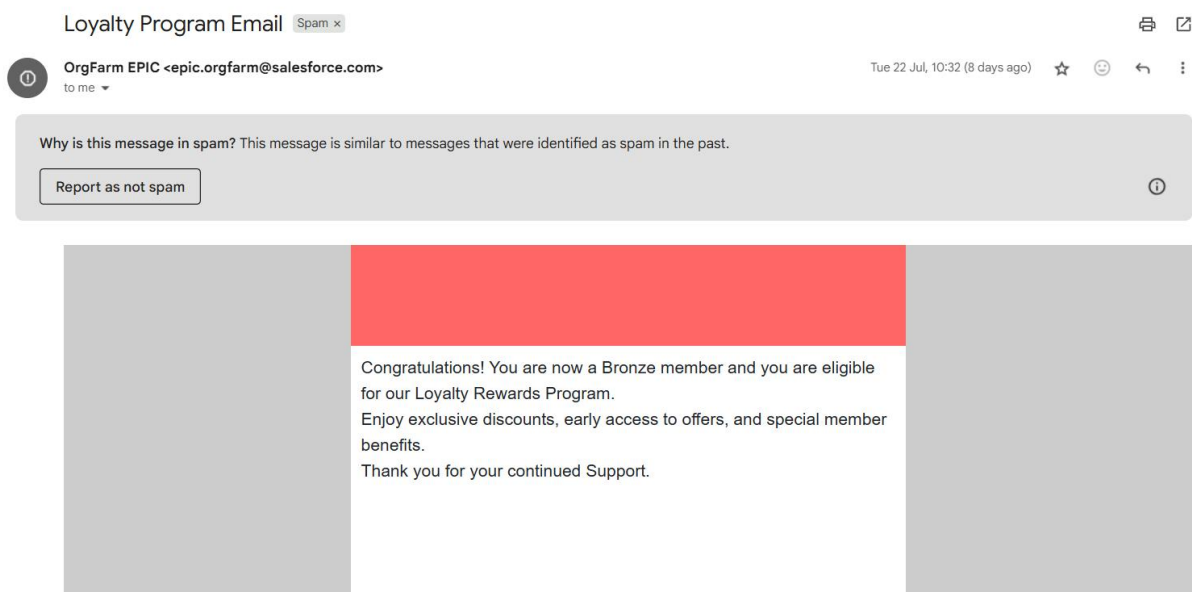 Loyalty Program Email Spam ×
OrgFarm EPIC <epic.orgfarm@salesforce.com>
Tue 22 Jul, 10:32 (8 days ago)
to me
Why is this message in spam? This message is similar to messages that were identified as spam in the past.
Report as not spam
Congratulations! You are now a Bronze member and you are eligible
for our Loyalty Rewards Program.
Enjoy exclusive discounts, early access to offers, and special member
benefits.
Thank you for your continued Support.